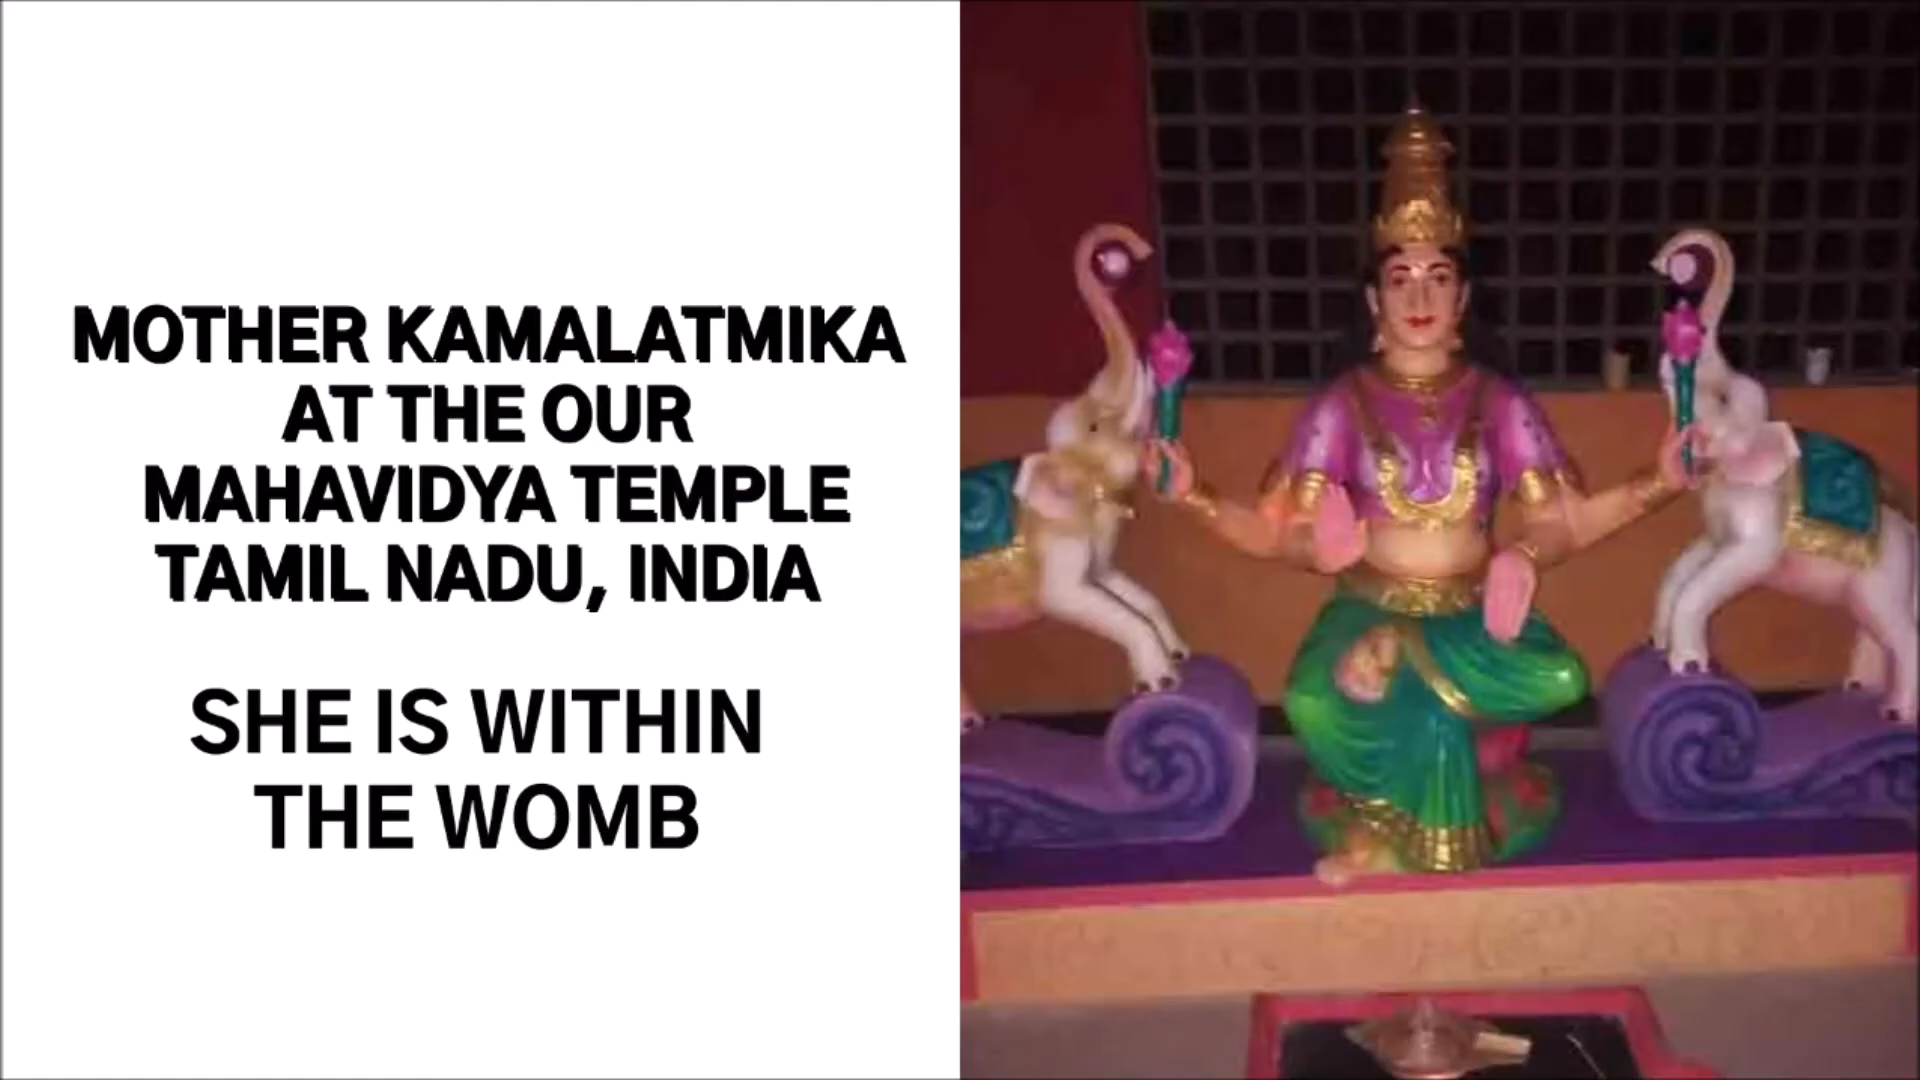 MOTHER KAMALATMIKA
AT THE OUR
MAHAVIDYA TEMPLE
TAMIL NADU, INDIA
SHE IS WITHIN
THE WOMB